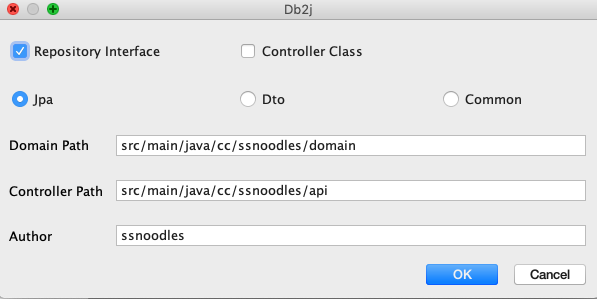 Db2j
Repository Interface Controller Class
Jpa Dto Common
Domain Path src/main/java/cc/ssnoodles/domain
Controller Path src/main/java/cc/ssnoodles/api
Author ssnoodles
OK Cancel